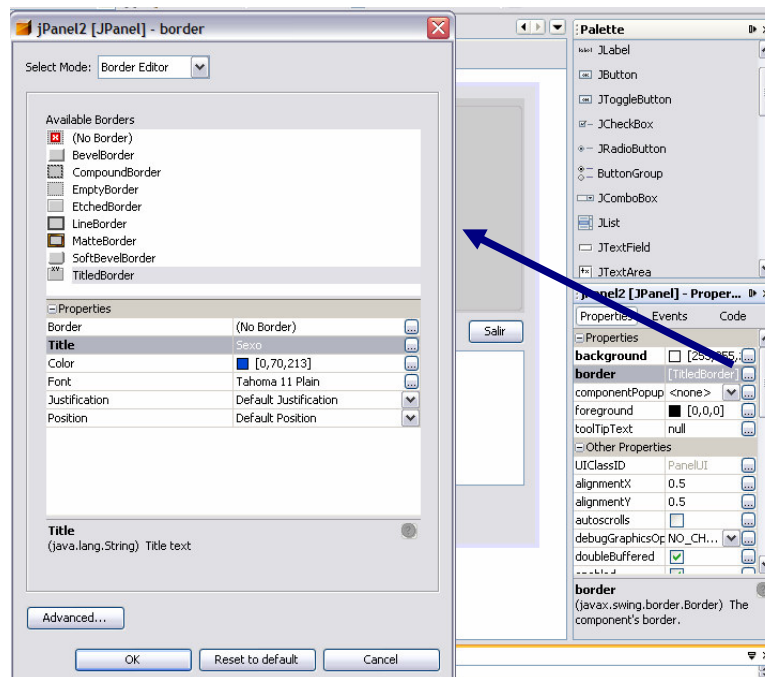 jPanel2 [JPanel] - border
Select Mode: Border Editor
Available Borders
(No Border)
BevelBorder
CompoundBorder
EmptyBorder
EtchedBorder
LineBorder
MatteBorder
SoftBevelBorder
TitledBorder
Properties
Border (No Border)
Title Sexo
Color [0,70,213]
Font Tahoma 11 Plain
Justification Default Justification
Position Default Position
Title
(java.lang.String) Title text
Advanced...
OK Reset to default Cancel
Salir
Palette
label JLabel
JButton
JToggleButton
JCheckBox
JRadioButton
ButtonGroup
JComboBox
JList
JTextField
JTextArea
jPanel2 [JPanel] - Proper...
Properties Events Code
Properties
background [255,255,
border [TitledBorder]
componentPopup <none>
foreground [0,0,0]
toolTipText null
Other Properties
UIClassID PanelUI
alignmentX 0.5
alignmentY 0.5
autoscrolls
debugGraphicsOp NO_CH...
doubleBuffered
border
(javax.swing.border.Border) The
component's border.